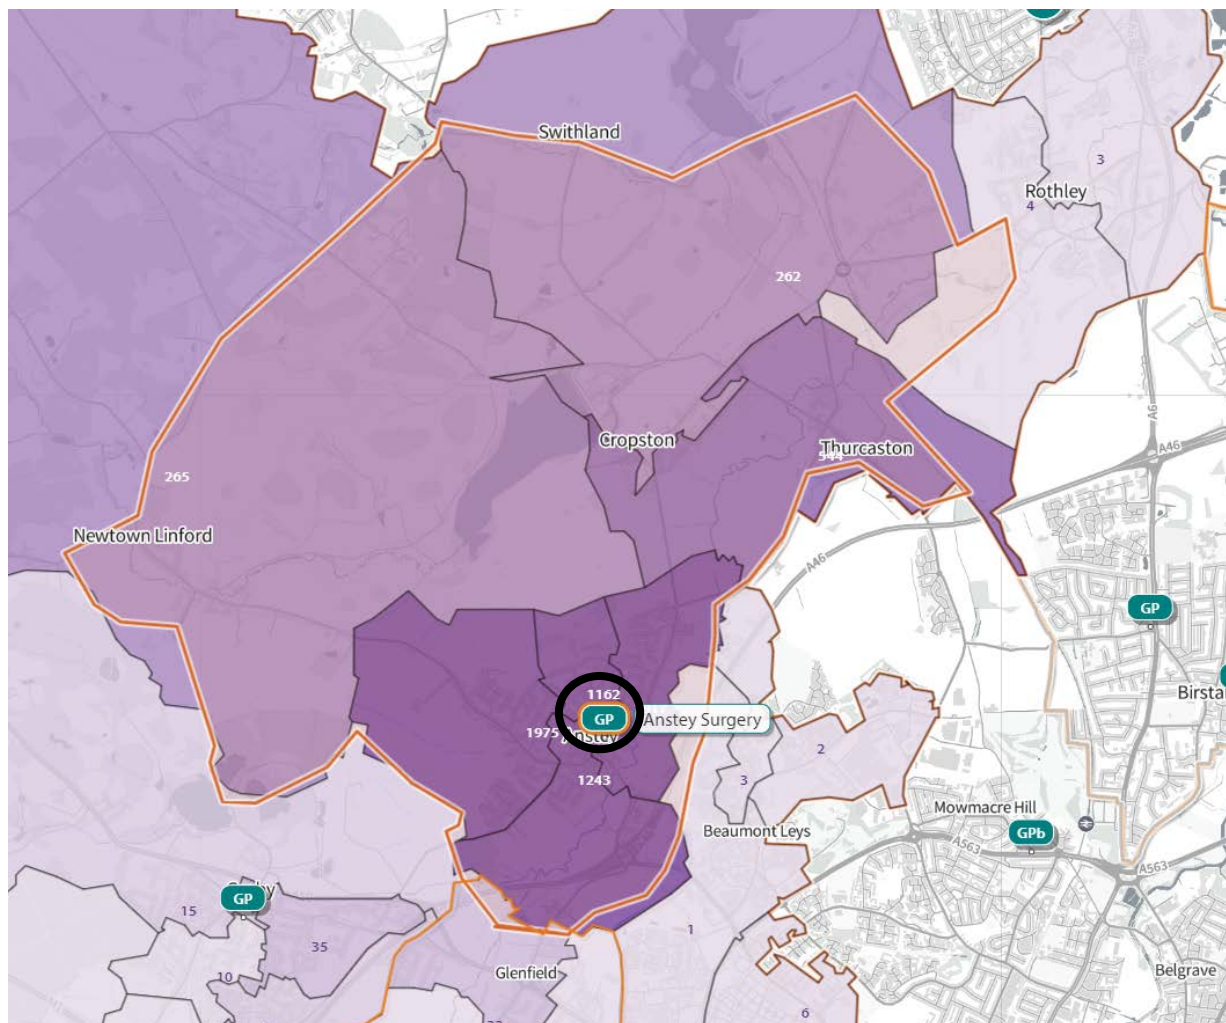 Swithland
3
Rothley
4
262
A6
A46
Cropston
Thurcaston
265
Newtown Linford
A46
GP
1162
GP
Anstey Surgery
1975
1243
2
3
Mowmacre Hill
Beaumont Leys
GPb
A563
A563
GP
15
35
1
10
Glenfield
Belgrave
6